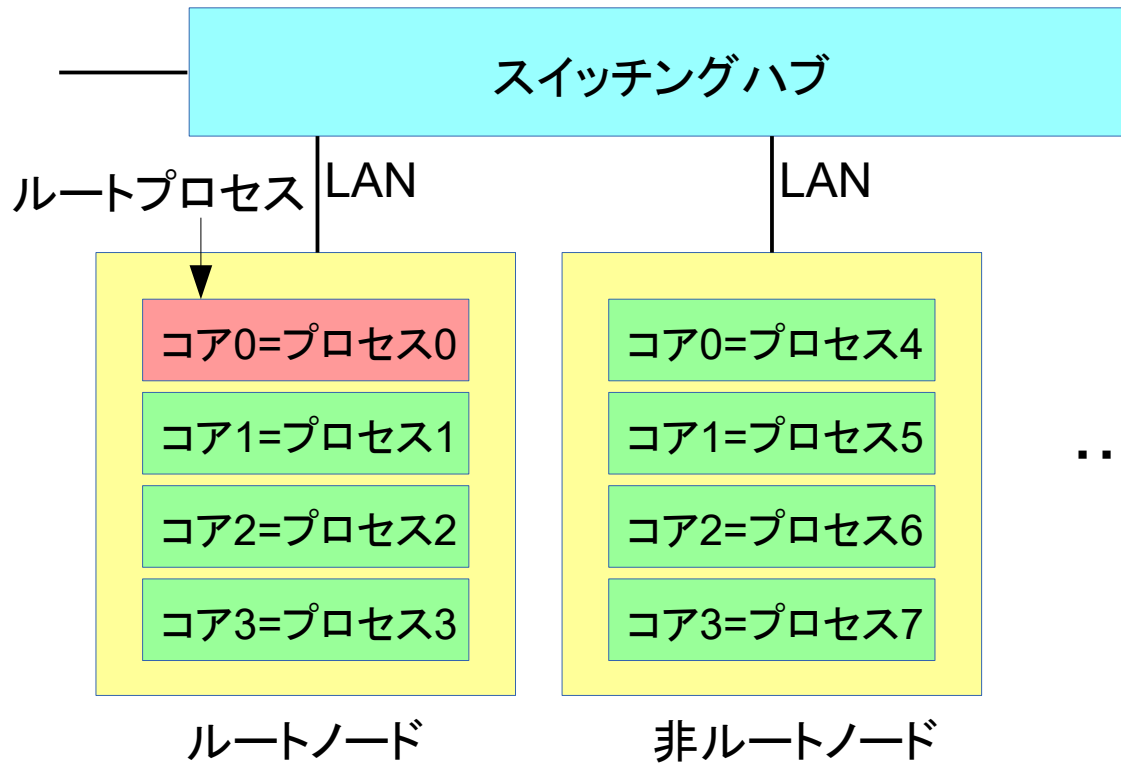 スイッチングハブ
ルートプロセス
LAN
LAN
コア0=プロセス0
コア1=プロセス1
コア2=プロセス2
コア3=プロセス3
ルートノード
コア0=プロセス4
コア1=プロセス5
コア2=プロセス6
コア3=プロセス7
非ルートノード
..